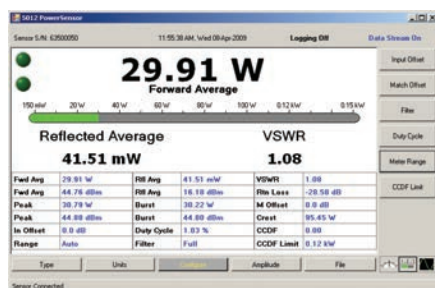 5012 PowerSensor
Sensor S/N: 63500050 11:55:38 AM, Wed 08-Apr-2009 Logging Off Data Stream On
29.91 W
Forward Average
150 mW 20 W 40 W 60 W 80 W 100 W 0.12 kW 0.15 kW
Reflected Average VSWR
41.51 mW 1.08
Fwd Avg 29.91 W Rfl Avg 41.51 mW VSWR 1.08
Fwd Avg 44.76 dBm Rfl Avg 16.18 dBm Rtn Loss -28.58 dB
Peak 30.79 W Burst 30.22 W M Offset 0.0 dB
Peak 44.88 dBm Burst 44.80 dBm Crest 95.45 W
In Offset 0.0 dB Duty Cycle 1.03 % CCDF 0.00
Range Auto Filter Full CCDF Limit 0.12 kW
Input Offset
Match Offset
Filter
Duty Cycle
Meter Range
CCDF Limit
Type Units Configure Amplitude File
Sensor Connected